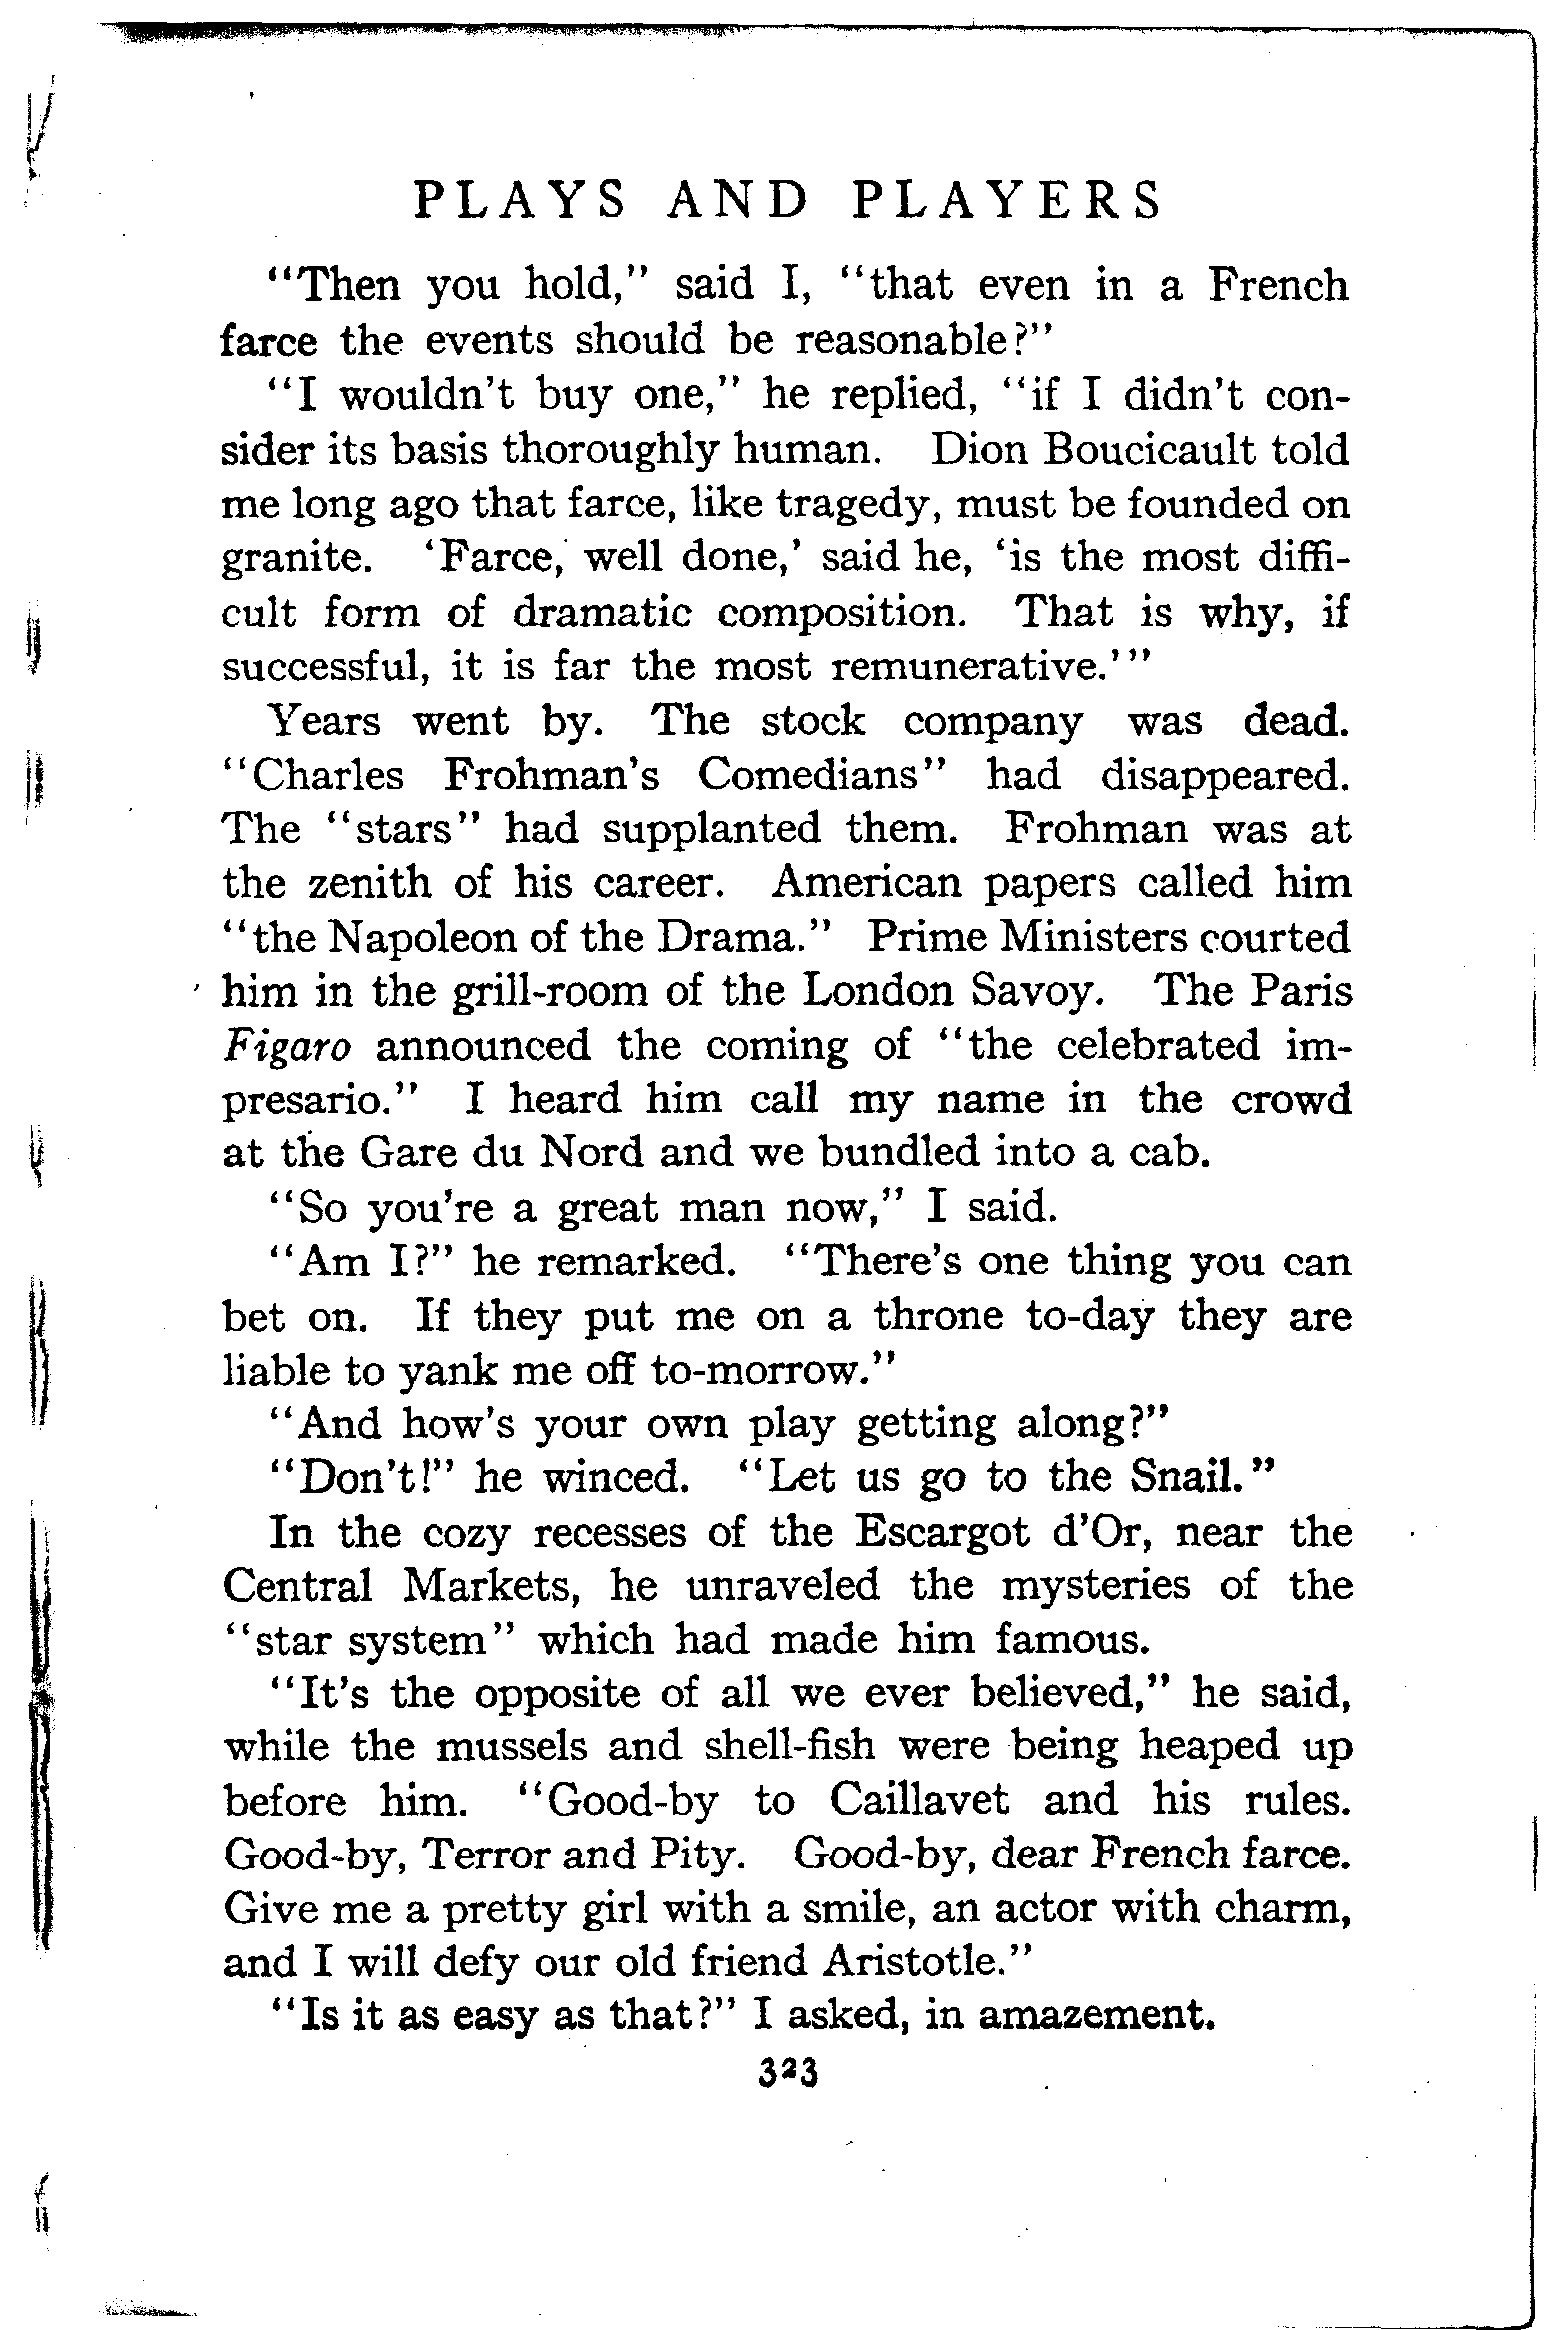 PLAYS AND PLAYERS
"Then you hold," said I, "that even in a French
farce the events should be reasonable?"
"I wouldn't buy one," he replied, "if I didn't con-
sider its basis thoroughly human. Dion Boucicault told
me long ago that farce, like tragedy, must be founded on
granite. 'Farce, well done,' said he, 'is the most diffi-
cult form of dramatic composition. That is why, if
successful, it is far the most remunerative.'"
Years went by. The stock company was dead.
"Charles Frohman's Comedians" had disappeared.
The "stars" had supplanted them. Frohman was at
the zenith of his career. American papers called him
"the Napoleon of the Drama." Prime Ministers courted
him in the grill-room of the London Savoy. The Paris
Figaro announced the coming of "the celebrated im-
presario." I heard him call my name in the crowd
at the Gare du Nord and we bundled into a cab.
"So you're a great man now," I said.
"Am I?" he remarked. "There's one thing you can
bet on. If they put me on a throne to-day they are
liable to yank me off to-morrow."
"And how's your own play getting along?"
"Don't!" he winced. "Let us go to the Snail."
In the cozy recesses of the Escargot d'Or, near the
Central Markets, he unraveled the mysteries of the
"star system" which had made him famous.
"It's the opposite of all we ever believed," he said,
while the mussels and shell-fish were being heaped up
before him. "Good-by to Caillavet and his rules.
Good-by, Terror and Pity. Good-by, dear French farce.
Give me a pretty girl with a smile, an actor with charm,
and I will defy our old friend Aristotle."
"Is it as easy as that?" I asked, in amazement.
323